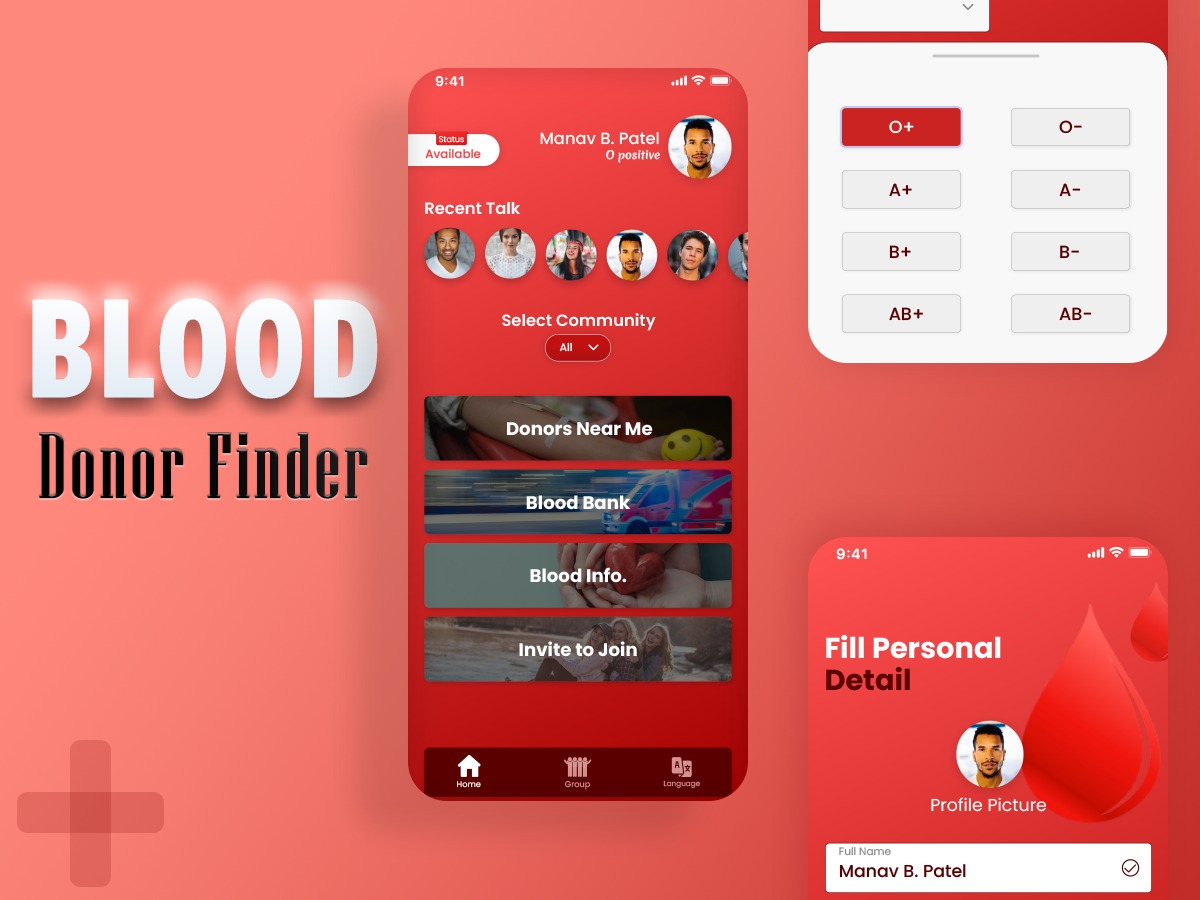 BLOOD
Donor Finder
9:41
Status
Available
Manav B. Patel
O positive
Recent Talk
Select Community
All
Donors Near Me
Blood Bank
Blood Info.
Invite to Join
Home
Group
Language
O+
O-
A+
A-
B+
B-
AB+
AB-
9:41
Fill Personal
Detail
Profile Picture
Full Name
Manav B. Patel